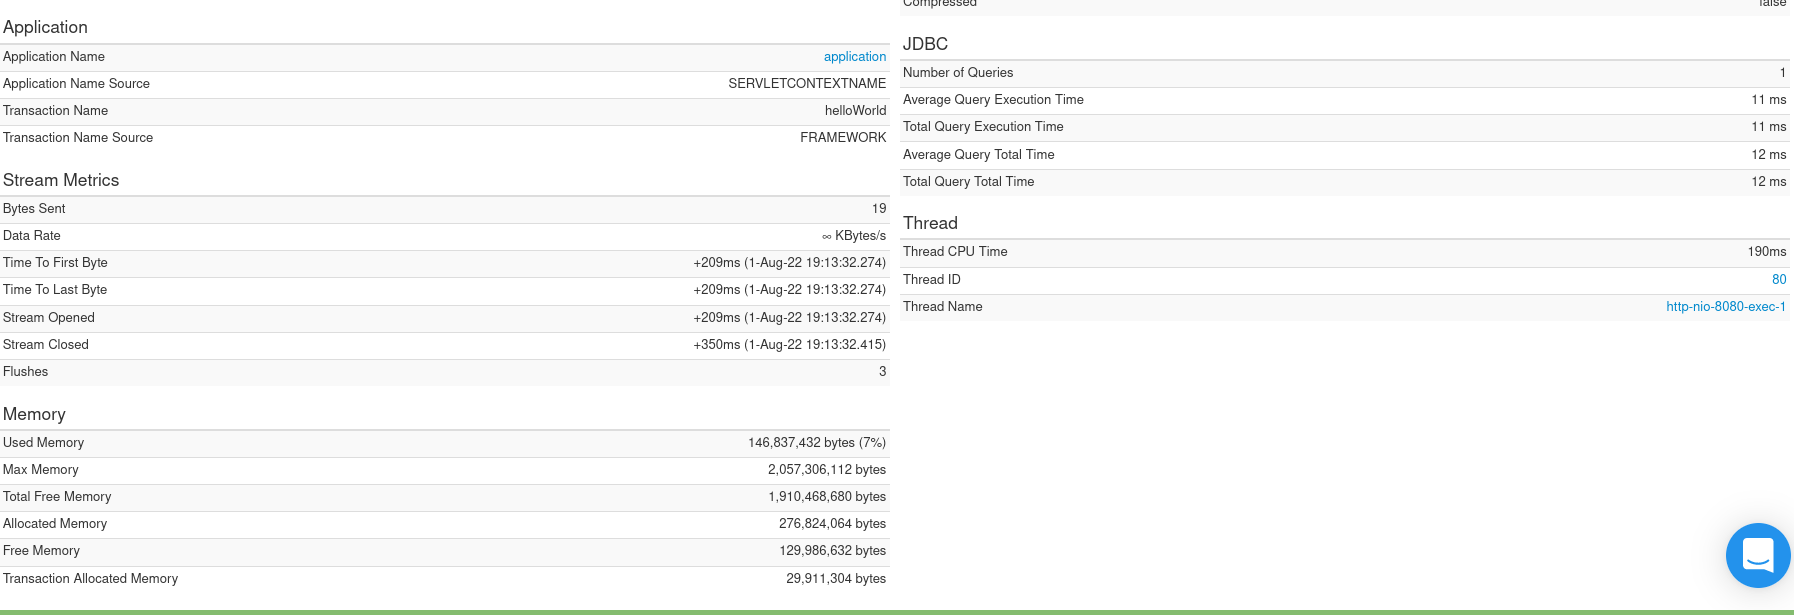 Application
Application Name application
Application Name Source SERVLETCONTEXTNAME
Transaction Name helloWorld
Transaction Name Source FRAMEWORK
Stream Metrics
Bytes Sent 19
Data Rate ∞ KBytes/s
Time To First Byte +209ms (1-Aug-22 19:13:32.274)
Time To Last Byte +209ms (1-Aug-22 19:13:32.274)
Stream Opened +209ms (1-Aug-22 19:13:32.274)
Stream Closed +350ms (1-Aug-22 19:13:32.415)
Flushes 3
Memory
Used Memory 146,837,432 bytes (7%)
Max Memory 2,057,306,112 bytes
Total Free Memory 1,910,468,680 bytes
Allocated Memory 276,824,064 bytes
Free Memory 129,986,632 bytes
Transaction Allocated Memory 29,911,304 bytes
Compressed false
JDBC
Number of Queries 1
Average Query Execution Time 11 ms
Total Query Execution Time 11 ms
Average Query Total Time 12 ms
Total Query Total Time 12 ms
Thread
Thread CPU Time 190ms
Thread ID 80
Thread Name http-nio-8080-exec-1